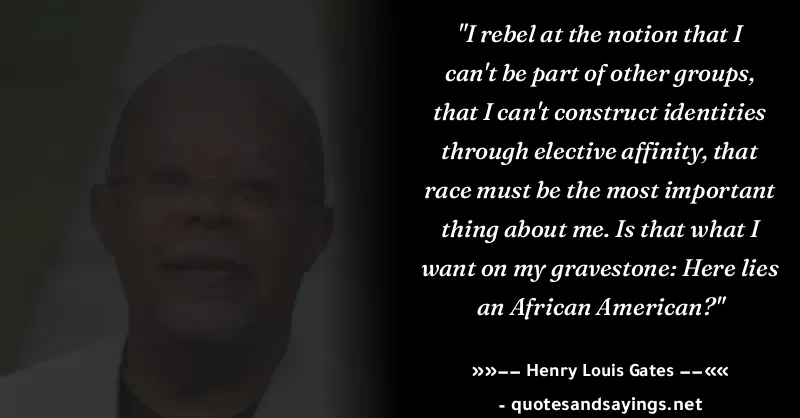 "I rebel at the notion that I
can't be part of other groups,
that I can't construct identities
through elective affinity, that
race must be the most important
thing about me. Is that what I
want on my gravestone: Here lies
an African American?"
»»−− Henry Louis Gates −−««
- quotesandsayings.net